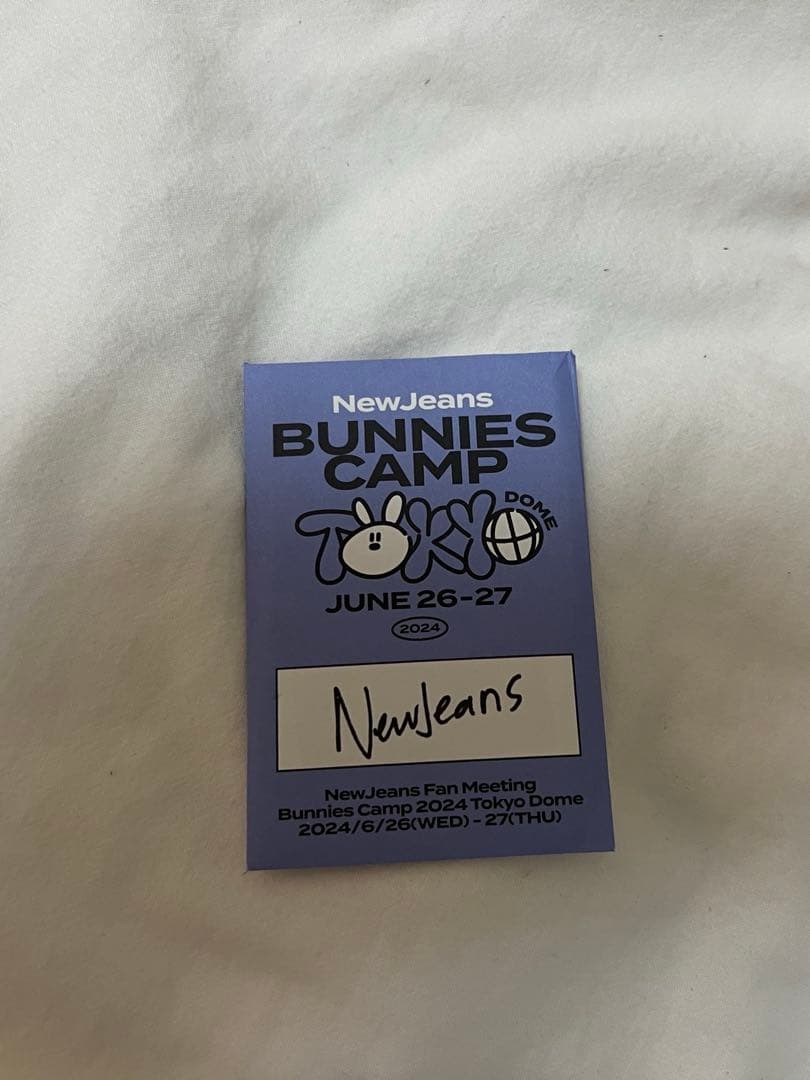 NewJeans
BUNNIES
CAMP
TOKYO DOME
JUNE 26-27
2024
NewJeans
NewJeans Fan Meeting
Bunnies Camp 2024 Tokyo Dome
2024/6/26(WED) - 27(THU)